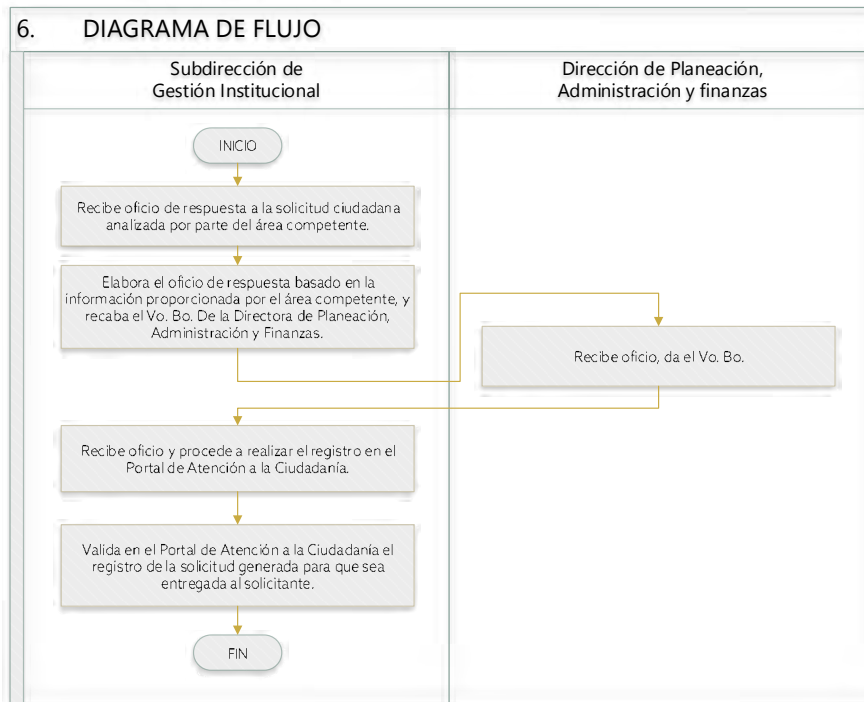 6. DIAGRAMA DE FLUJO
Subdirección de
Gestión Institucional
Dirección de Planeación,
Administración y finanzas
INICIO
Recibe oficio de respuesta a la solicitud ciudadana
analizada por parte del área competente.
Elabora el oficio de respuesta basado en la
información proporcionada por el área competente, y
recaba el Vo. Bo. De la Directora de Planeación,
Administración y Finanzas.
Recibe oficio, da el Vo. Bo.
Recibe oficio y procede a realizar el registro en el
Portal de Atención a la Ciudadanía.
Valida en el Portal de Atención a la Ciudadanía el
registro de la solicitud generada para que sea
entregada al solicitante.
FIN